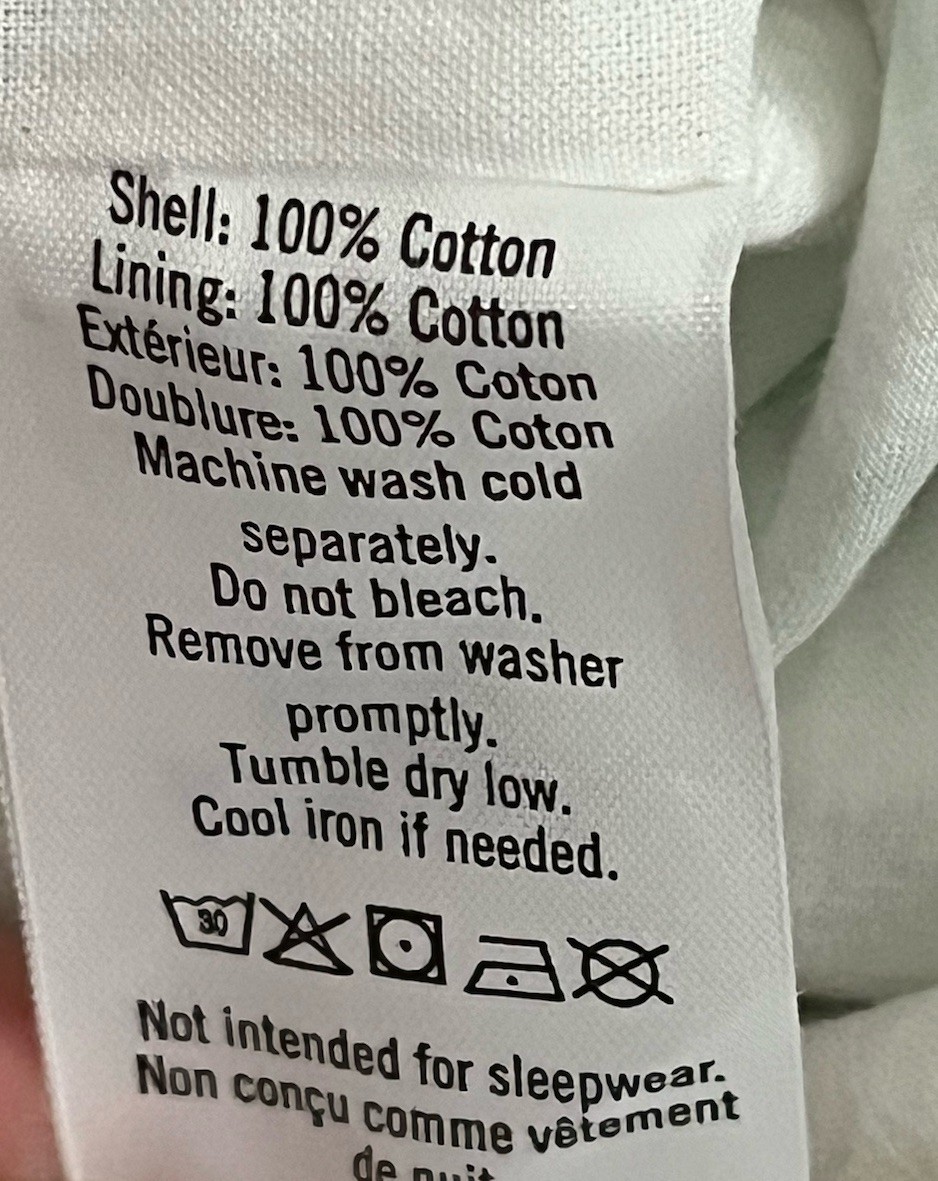 Shell: 100% Cotton
Lining: 100% Cotton
Extérieur: 100% Coton
Doublure: 100% Coton
Machine wash cold
separately.
Do not bleach.
Remove from washer
promptly.
Tumble dry low.
Cool iron if needed.
30
Not intended for sleepwear.
Non conçu comme vêtement
de nuit